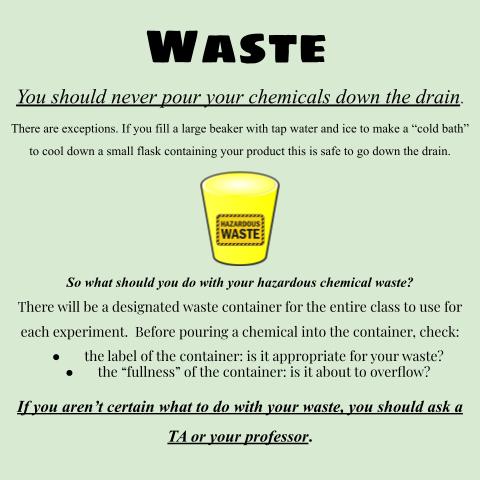 WASTE
You should never pour your chemicals down the drain.
There are exceptions. If you fill a large beaker with tap water and ice to make a “cold bath”
to cool down a small flask containing your product this is safe to go down the drain.
HAZARDOUS
WASTE
So what should you do with your hazardous chemical waste?
There will be a designated waste container for the entire class to use for
each experiment.  Before pouring a chemical into the container, check:
● the label of the container: is it appropriate for your waste?
● the “fullness” of the container: is it about to overflow?
If you aren’t certain what to do with your waste, you should ask a
TA or your professor.